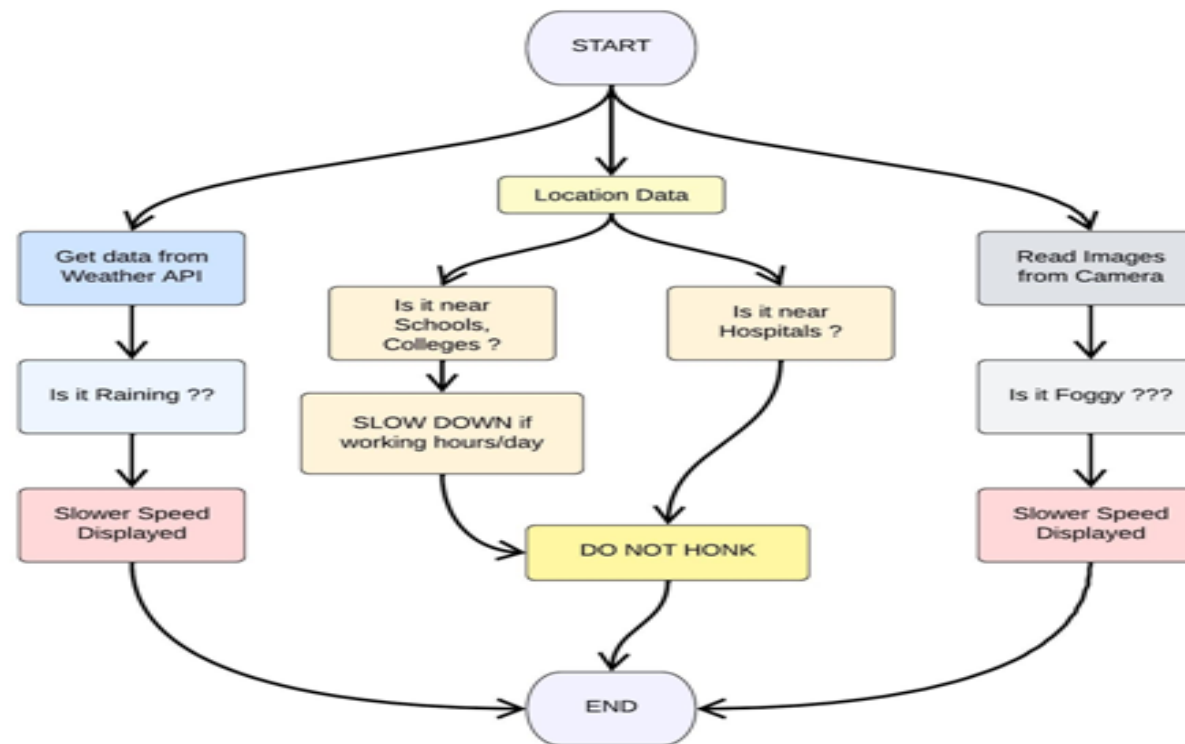 START
Location Data
Get data from
Weather API
Read Images
from Camera
Is it near
Schools,
Colleges ?
Is it near
Hospitals ?
Is it Raining ??
Is it Foggy ???
SLOW DOWN if
working hours/day
Slower Speed
Displayed
Slower Speed
Displayed
DO NOT HONK
END